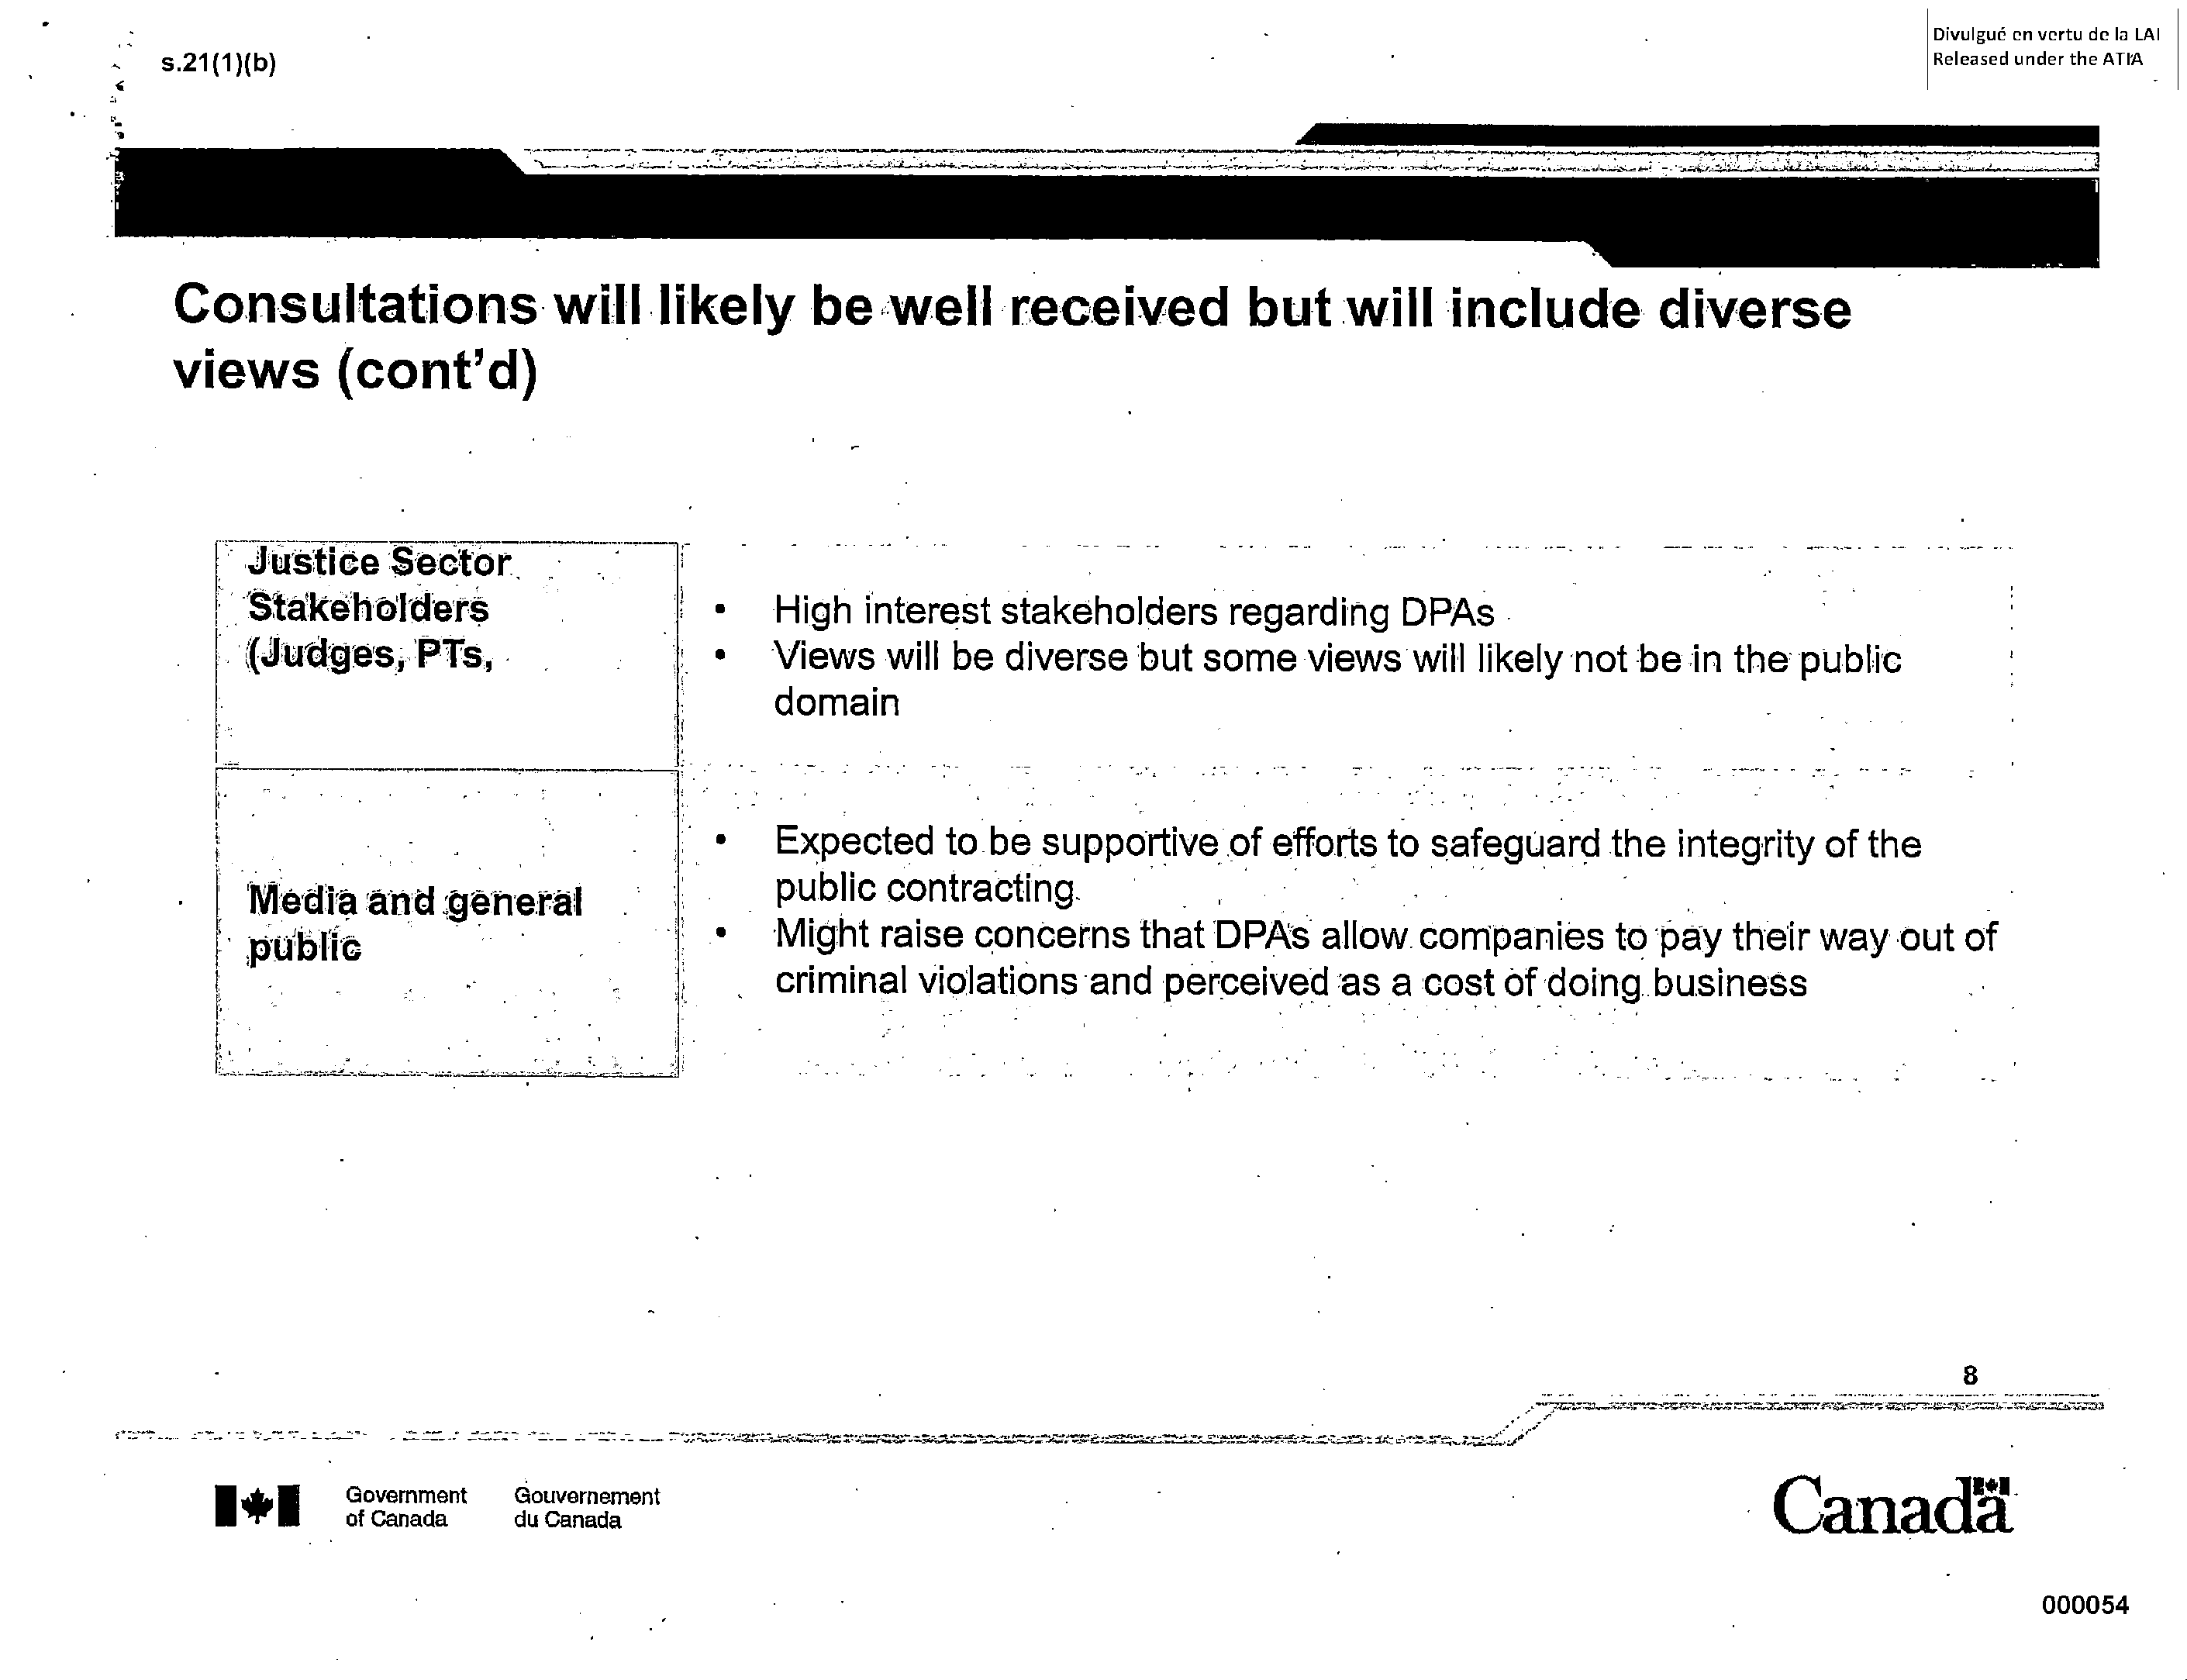 s.21(1)(b)
Divulgué en vertu de la LAI
Released under the ATIA
Consultations will likely be well received but will include diverse
views (cont'd)
Justice Sector
Stakeholders
(Judges, PTs,
• High interest stakeholders regarding DPAs
• Views will be diverse but some views will likely not be in the public
domain
Media and general
public
• Expected to be supportive of efforts to safeguard the integrity of the
public contracting.
• Might raise concerns that DPAs allow companies to pay their way out of
criminal violations and perceived as a cost of doing business
8
Government
of Canada
Gouvernement
du Canada
Canada
000054